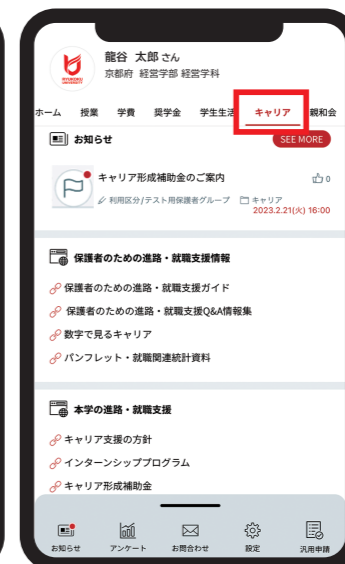 龍谷 太郎 さん
京都府 経営学部 経営学科
RYUKOKU
UNIVERSITY
ホーム 授業 学費 奨学金 学生生活 キャリア 親和会
お知らせ SEE MORE
キャリア形成補助金のご案内 0
利用区分/テスト用保護者グループ キャリア
2023.2.21(火) 16:00
保護者のための進路・就職支援情報
保護者のための進路・就職支援ガイド
保護者のための進路・就職支援Q&A情報集
数字で見るキャリア
パンフレット・就職関連統計資料
本学の進路・就職支援
キャリア支援の方針
インターンシッププログラム
キャリア形成補助金
お知らせ アンケート お問合わせ 設定 汎用申請